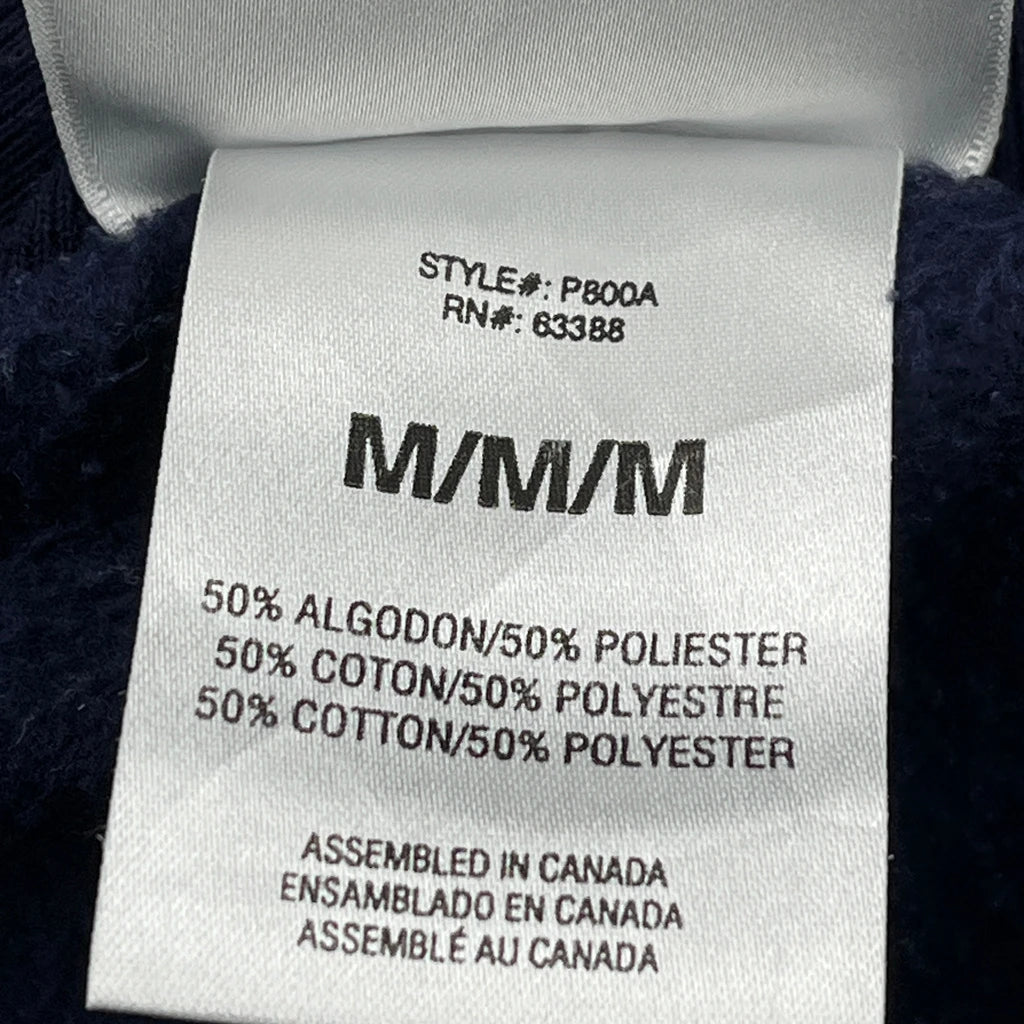 STYLE#: P800A
RN#: 63388
M/M/M
50% ALGODON/50% POLIESTER
50% COTON/50% POLYESTRE
50% COTTON/50% POLYESTER
ASSEMBLED IN CANADA
ENSAMBLADO EN CANADA
ASSEMBLÉ AU CANADA